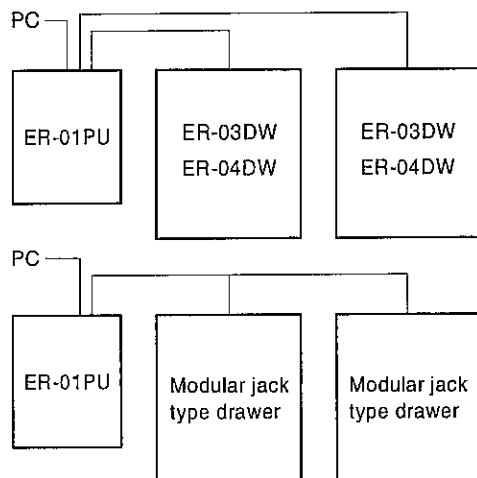 PC
ER-01PU
ER-03DW
ER-04DW
ER-03DW
ER-04DW
PC
ER-01PU
Modular jack
type drawer
Modular jack
type drawer